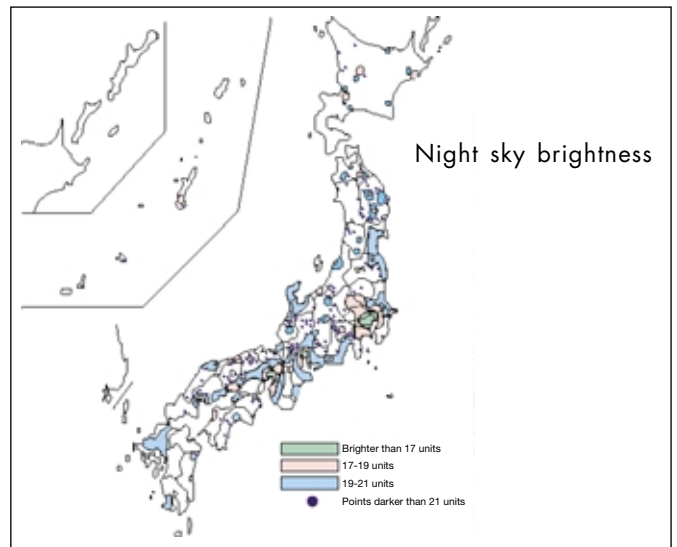 Night sky brightness
Brighter than 17 units
17-19 units
19-21 units
Points darker than 21 units